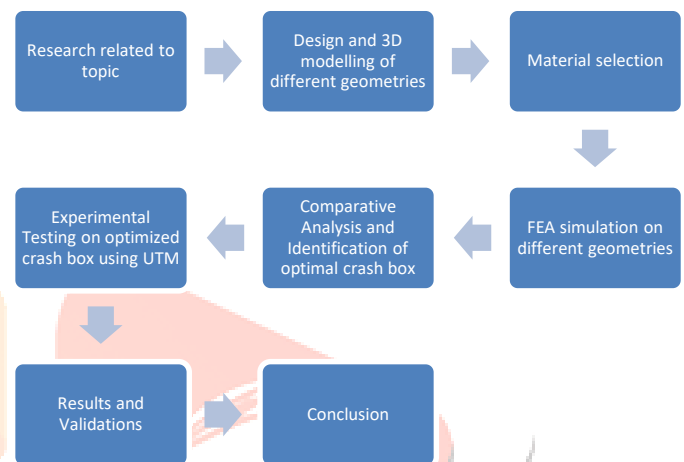 Research related to
topic
Design and 3D
modelling of
different geometries
Material selection
FEA simulation on
different geometries
Comparative
Analysis and
Identification of
optimal crash box
Experimental
Testing on optimized
crash box using UTM
Results and
Validations
Conclusion